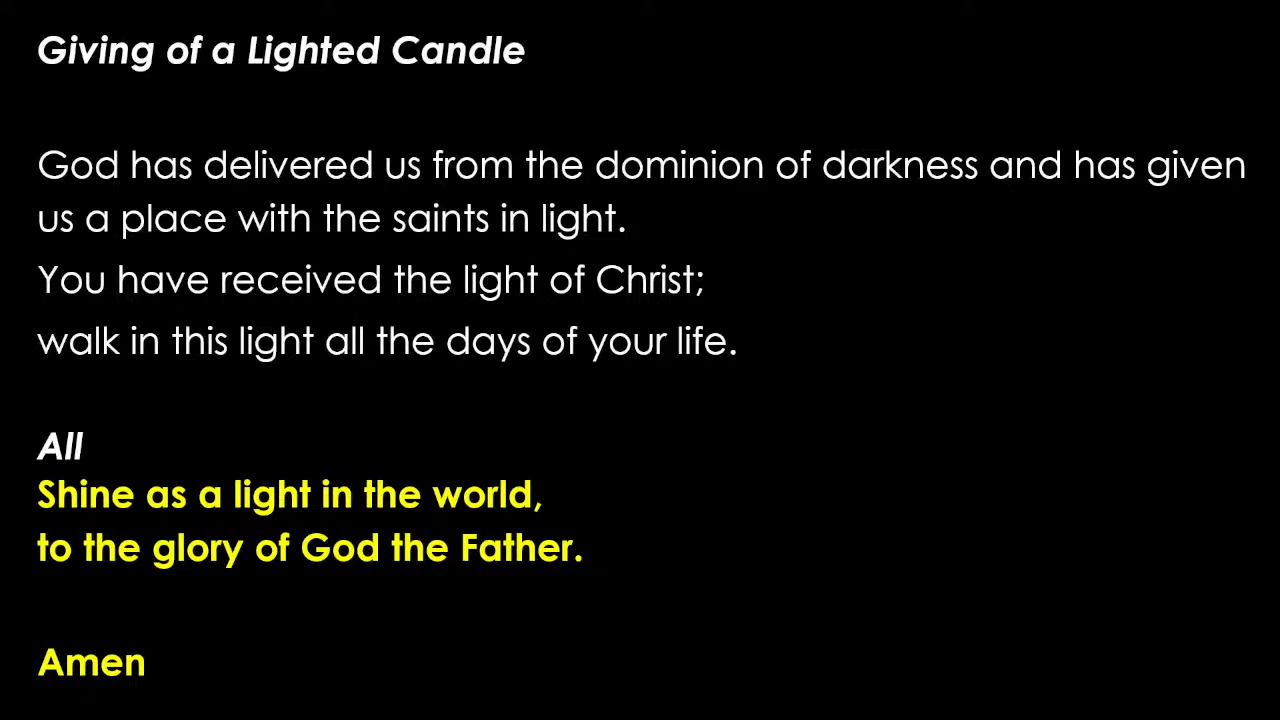 Giving of a Lighted Candle
God has delivered us from the dominion of darkness and has given
us a place with the saints in light.
You have received the light of Christ;
walk in this light all the days of your life.
All
Shine as a light in the world,
to the glory of God the Father.
Amen